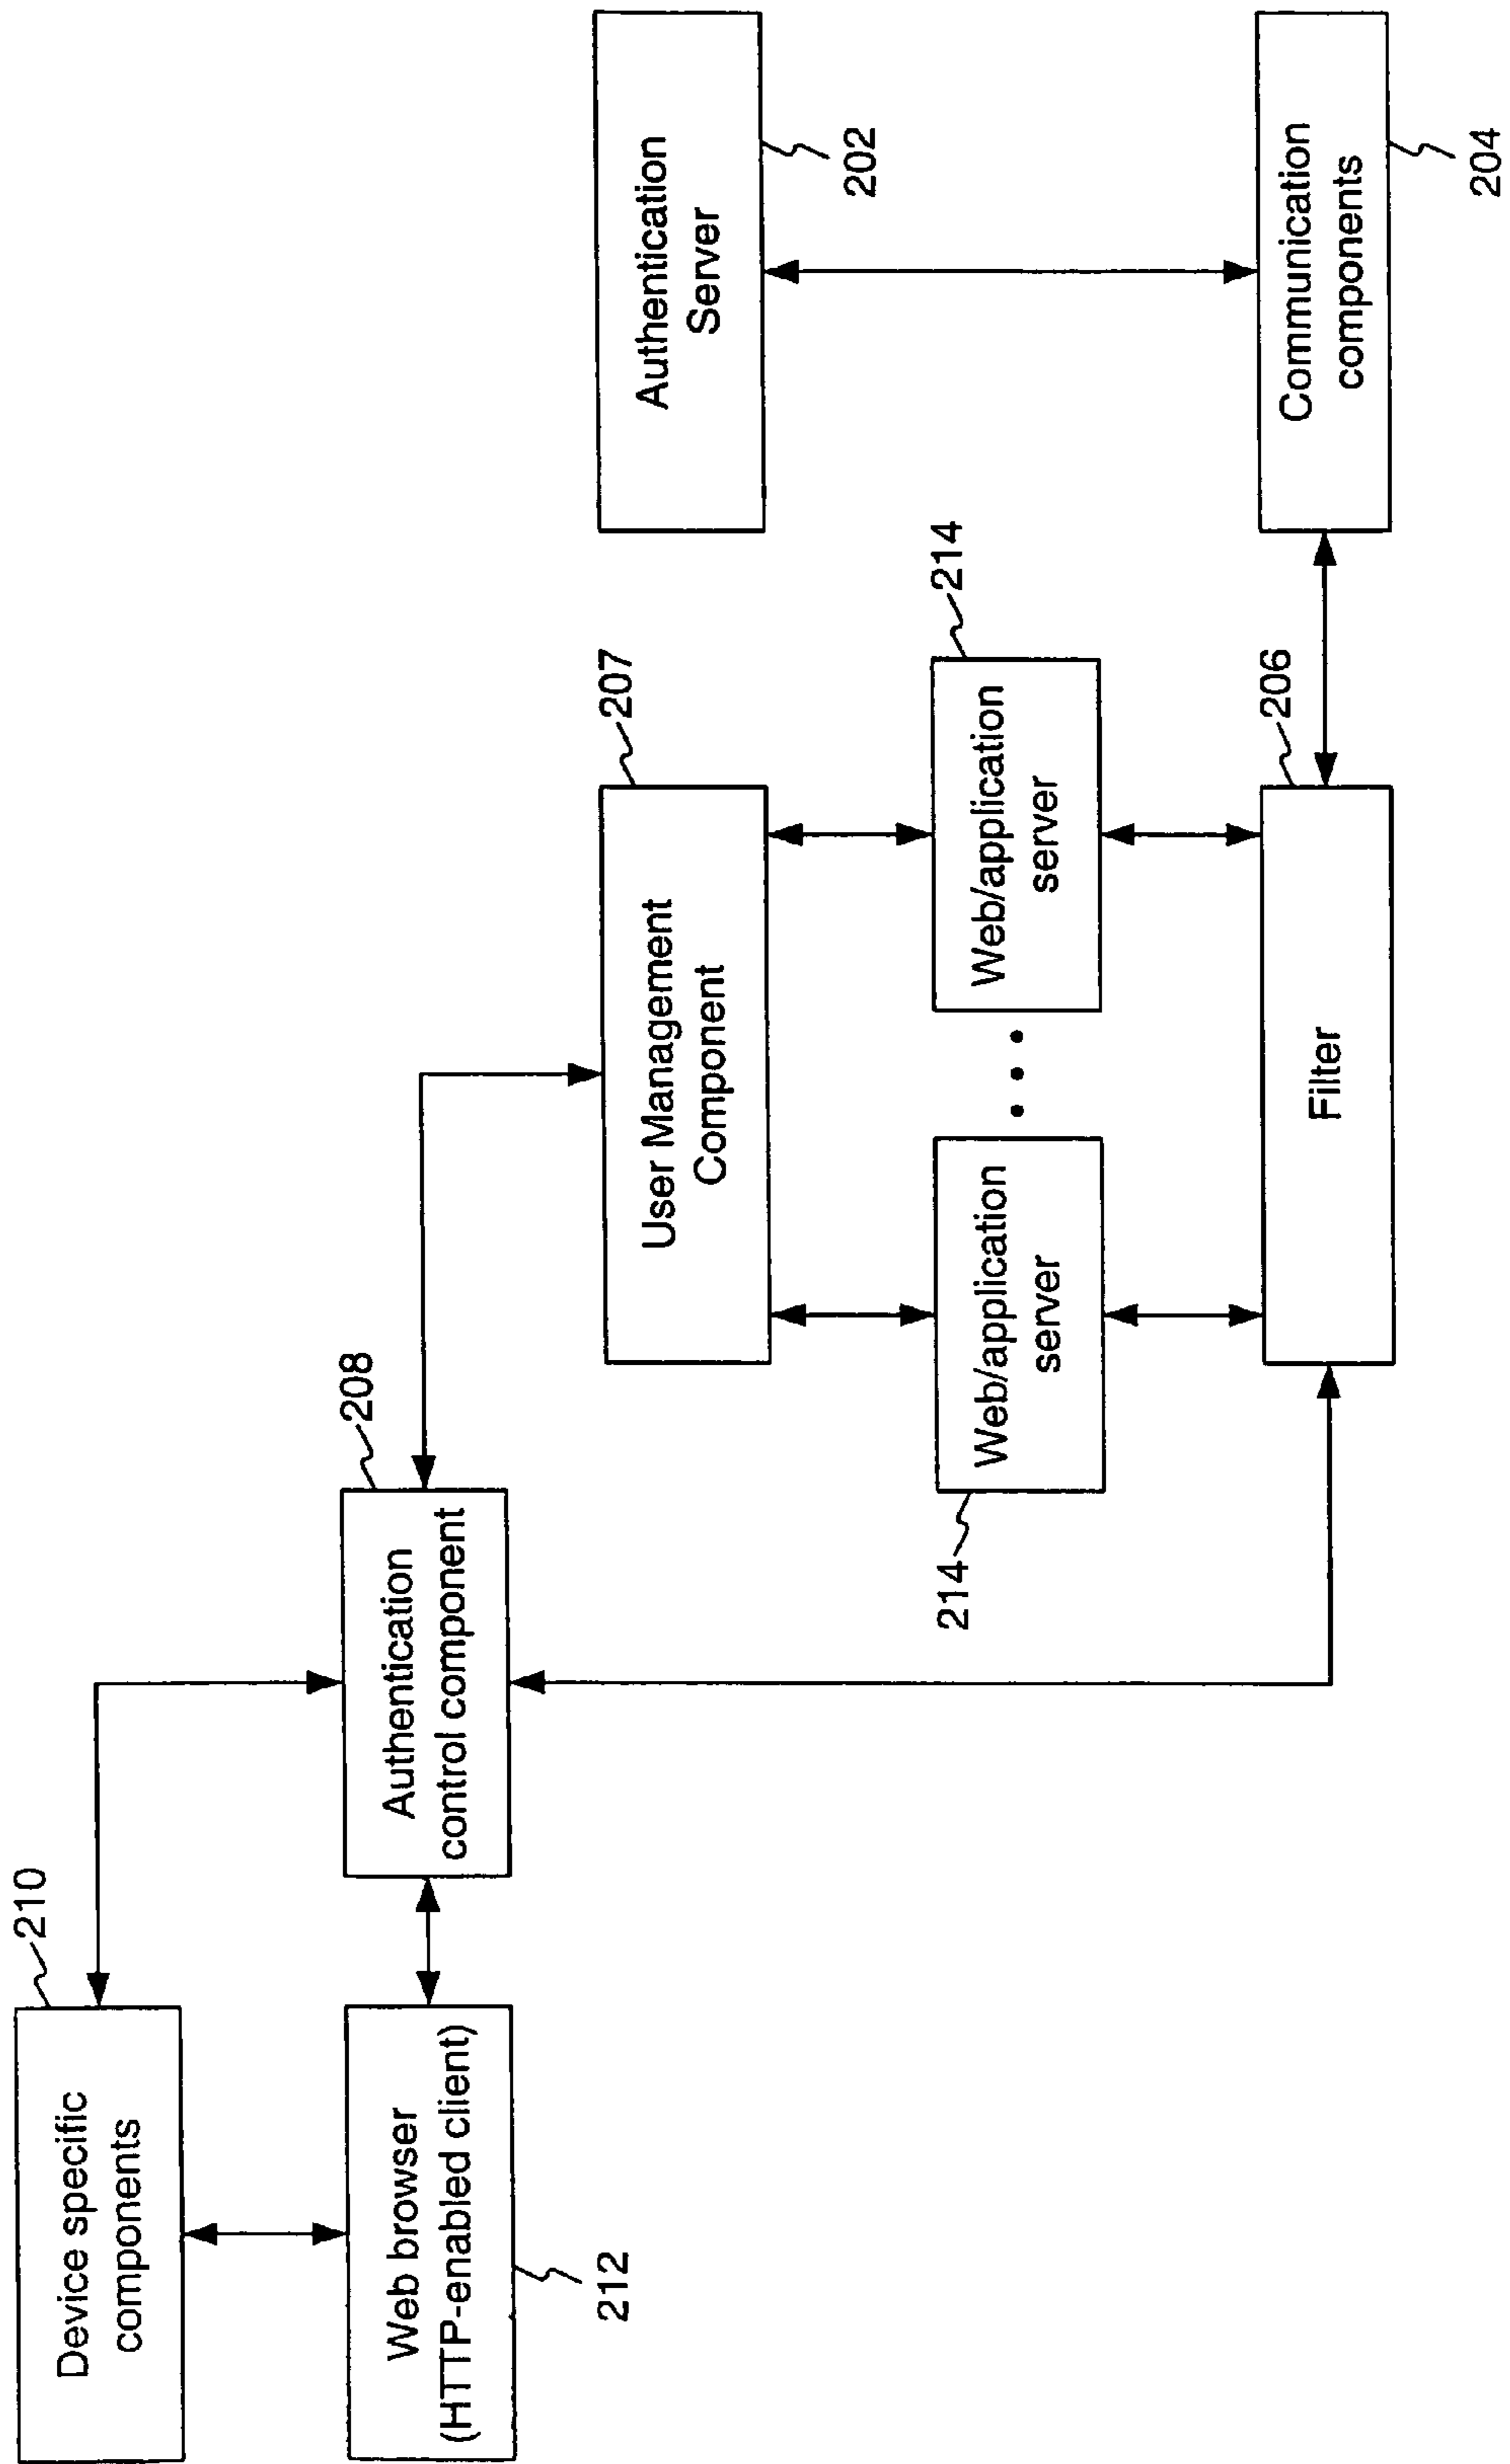 210
Device specific
components
208
Web browser
(HTTP-enabled client)
212
Authentication
control component
207
User Management
Component
Authentication
Server
202
214
214
Web/application
server
Web/application
server
206
Filter
Communication
components
204